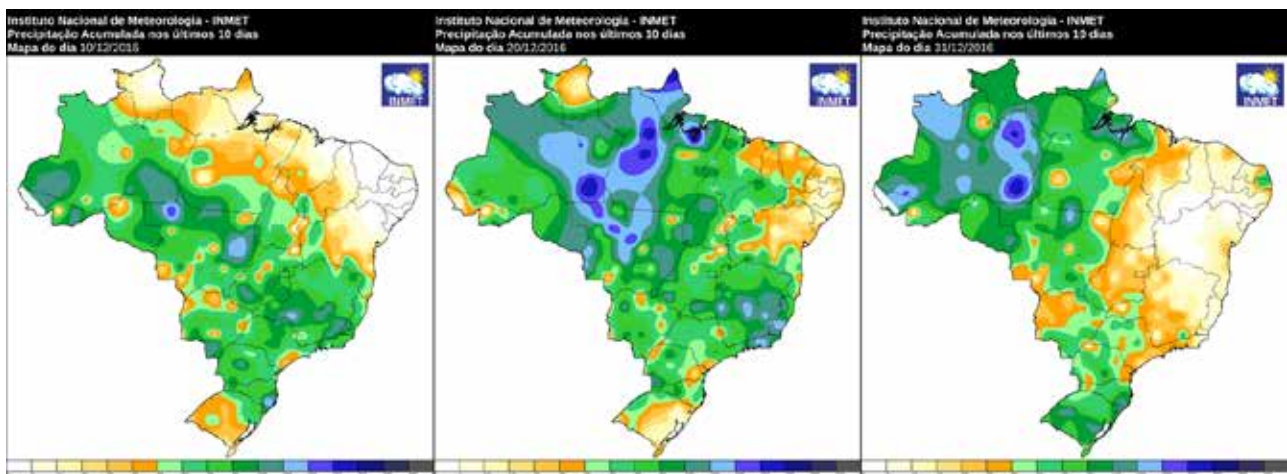 Instituto Nacional de Meteorologia - INMET
Precipitação Acumulada nos últimos 10 dias
Mapa do dia 10/12/2016
INMET
Instituto Nacional de Meteorologia - INMET
Precipitação Acumulada nos últimos 10 dias
Mapa do dia 20/12/2016
INMET
Instituto Nacional de Meteorologia - INMET
Precipitação Acumulada nos últimos 10 dias
Mapa do dia 31/12/2016
INMET